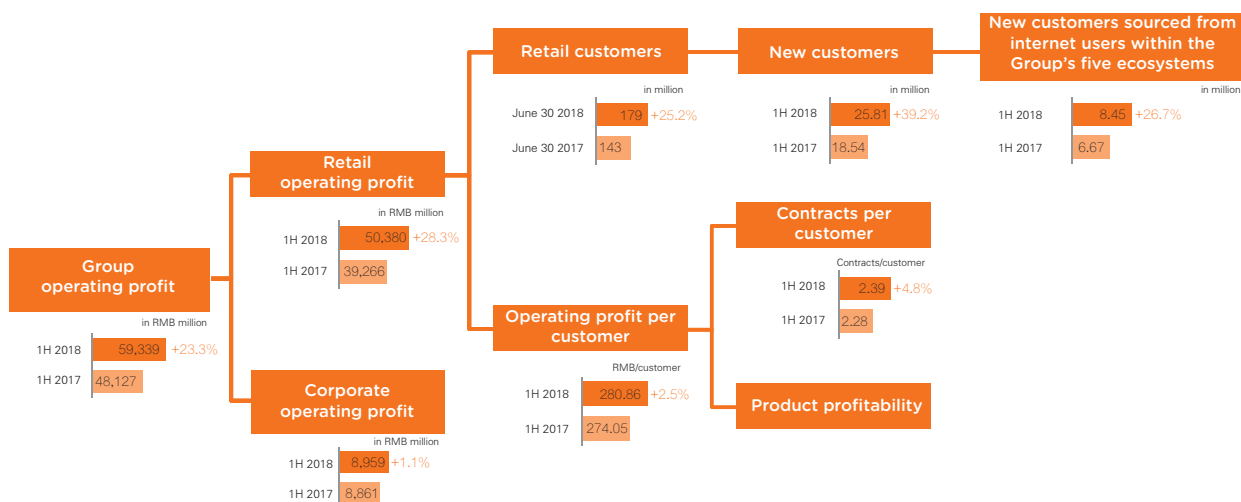 Group
operating profit
in RMB million
1H 2018 59,339 +23.3%
1H 2017 48,127
Retail
operating profit
in RMB million
1H 2018 50,380 +28.3%
1H 2017 39,266
Corporate
operating profit
in RMB million
1H 2018 8,959 +1.1%
1H 2017 8,861
Retail customers
in million
June 30 2018 179 +25.2%
June 30 2017 143
New customers
in million
1H 2018 25.81 +39.2%
1H 2017 18.54
New customers sourced from
internet users within the
Group's five ecosystems
in million
1H 2018 8.45 +26.7%
1H 2017 6.67
Operating profit per
customer
RMB/customer
1H 2018 280.86 +2.5%
1H 2017 274.05
Contracts per
customer
Contracts/customer
1H 2018 2.39 +4.8%
1H 2017 2.28
Product profitability